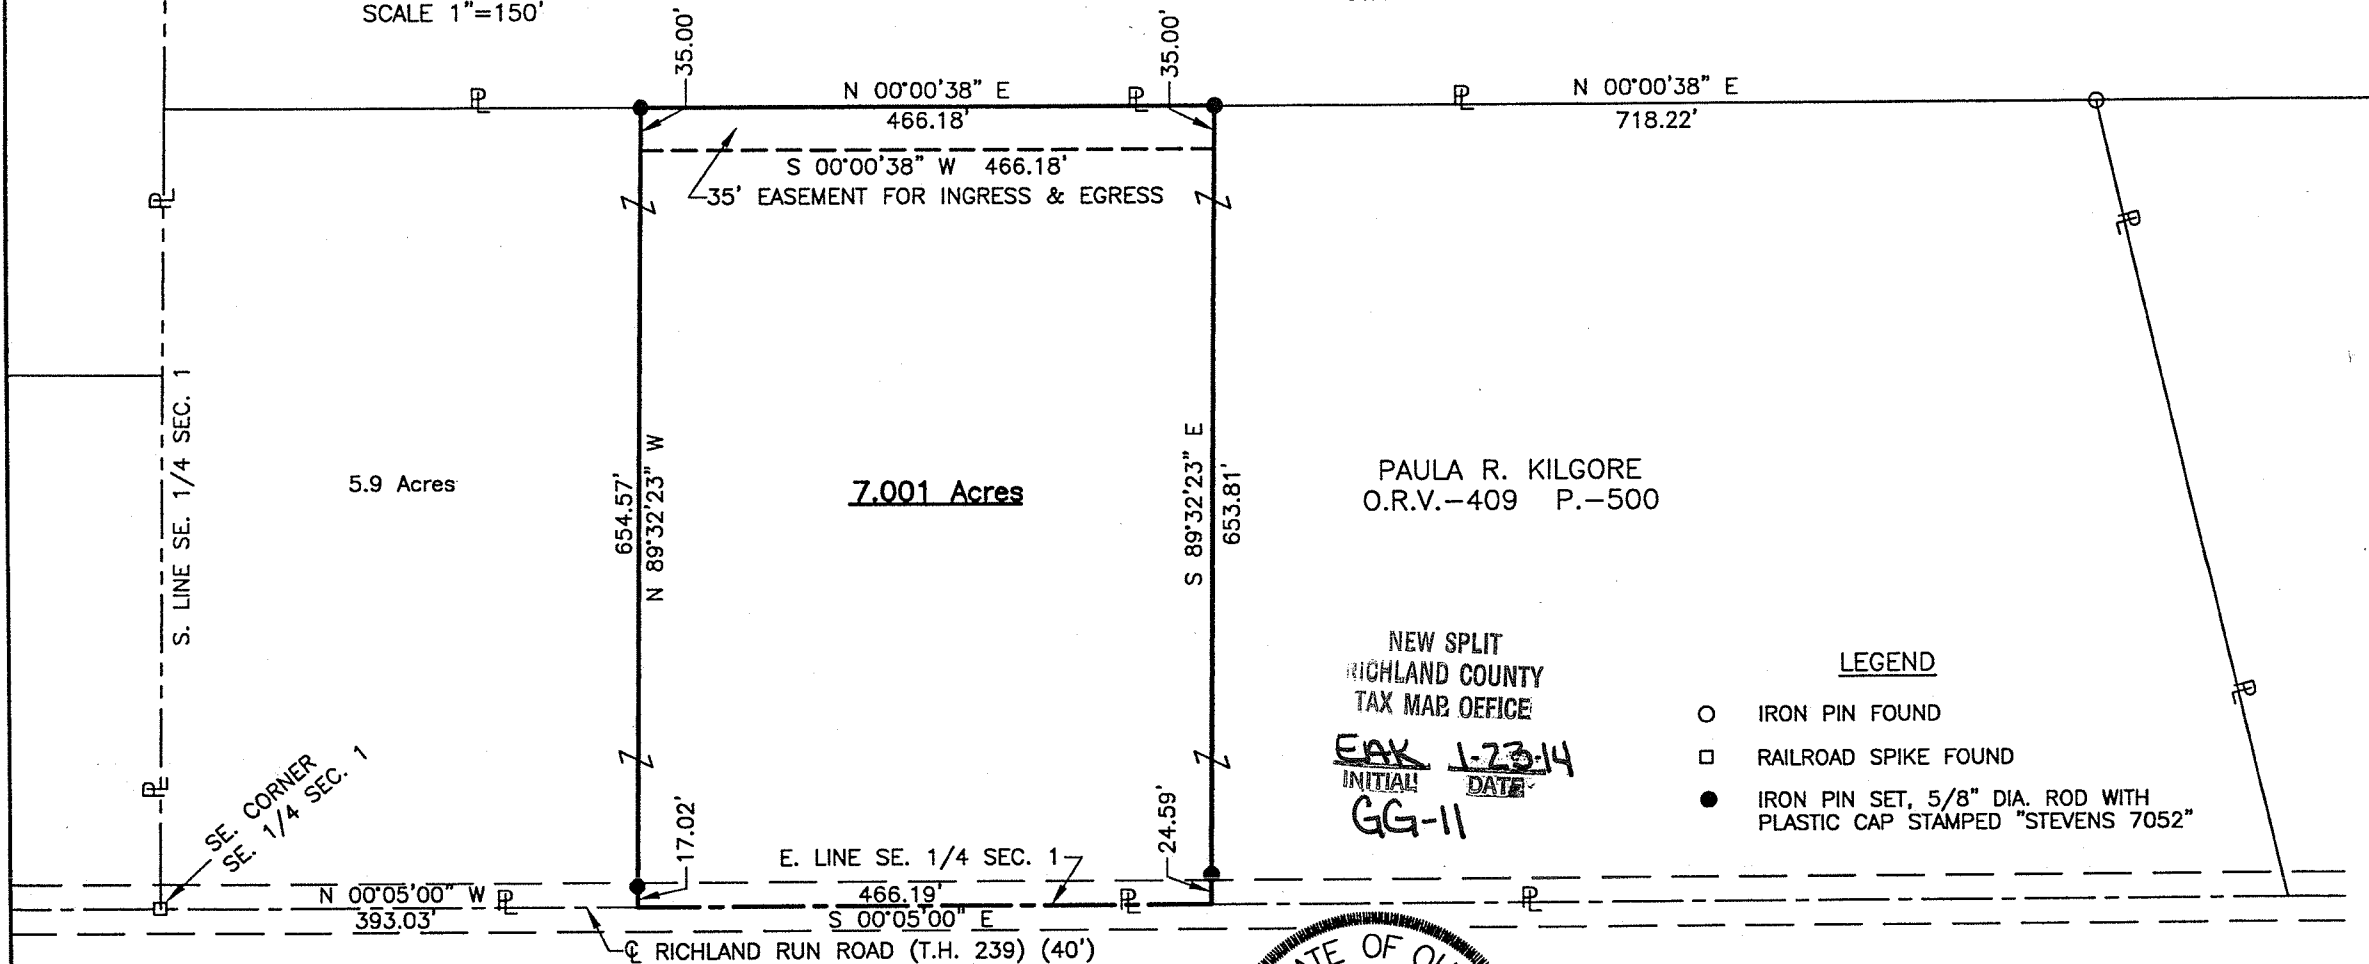 SCALE 1"=150'
35.00'
35.00'
N 00°00'38" E
466.18'
N 00°00'38" E
718.22'
S 00°00'38" W 466.18'
35' EASEMENT FOR INGRESS & EGRESS
S. LINE SE. 1/4 SEC. 1
5.9 Acres
654.57'
N 89°32'23" W
7.001 Acres
S 89°32'23" E
653.81'
PAULA R. KILGORE
O.R.V.-409 P.-500
NEW SPLIT
RICHLAND COUNTY
TAX MAP OFFICE
EAK 1-23-14
INITIAL DATE
GG-11
LEGEND
IRON PIN FOUND
RAILROAD SPIKE FOUND
IRON PIN SET, 5/8" DIA. ROD WITH
PLASTIC CAP STAMPED "STEVENS 7052"
SE. CORNER
SE. 1/4 SEC. 1
17.02'
24.59'
E. LINE SE. 1/4 SEC. 1
N 00°05'00" W
393.03'
466.19'
S 00°05'00" E
℄ RICHLAND RUN ROAD (T.H. 239) (40')
OF